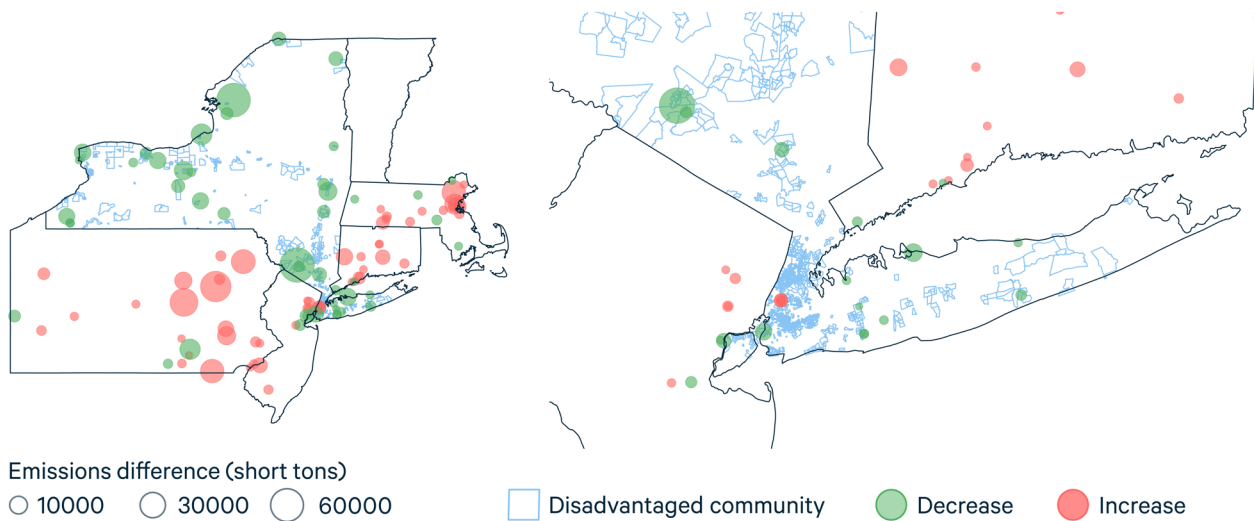 Emissions difference (short tons)
10000 30000 60000 Disadvantaged community Decrease Increase